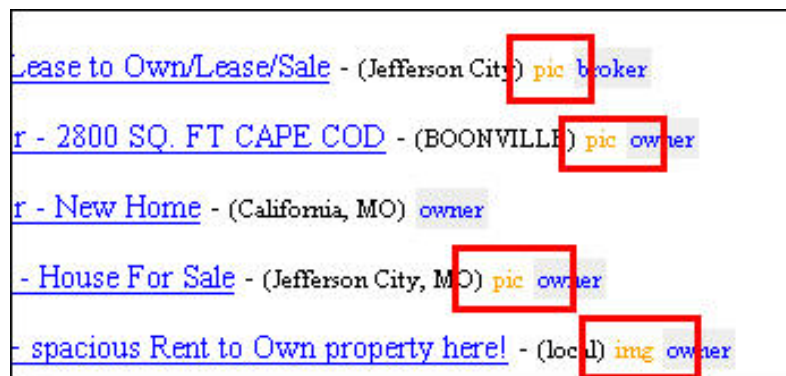 Lease to Own/Lease/Sale - (Jefferson City) pic broker
r - 2800 SQ. FT CAPE COD - (BOONVILLE) pic owner
r - New Home - (California, MO) owner
- House For Sale - (Jefferson City, MO) pic owner
- spacious Rent to Own property here! - (local) img owner